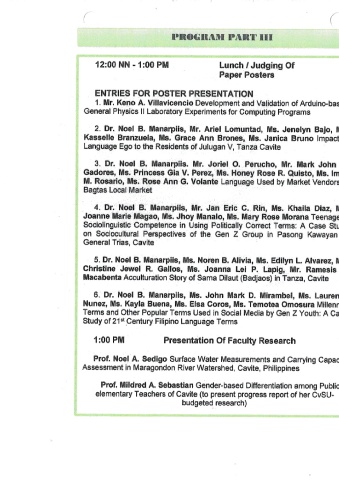 PROGRAM PART III
12:00 NN - 1:00 PM Lunch / Judging Of
Paper Posters
ENTRIES FOR POSTER PRESENTATION
1. Mr. Keno A. Villavicencio Development and Validation of Arduino-bas
General Physics II Laboratory Experiments for Computing Programs
2. Dr. Noel B. Manarpiis, Mr. Ariel Lomuntad, Ms. Jenelyn Bajo, M
Kasselle Branzuela, Ms. Grace Ann Brones, Ms. Janica Bruno Impact
Language Ego to the Residents of Julugan V, Tanza Cavite
3. Dr. Noel B. Manarpiis. Mr. Joriel O. Perucho, Mr. Mark John
Gadores, Ms. Princess Gia V. Perez, Ms. Honey Rose R. Quisto, Ms. Im
M. Rosario, Ms. Rose Ann G. Volante Language Used by Market Vendors
Bagtas Local Market
4. Dr. Noel B. Manarpiis, Mr. Jan Eric C. Rin, Ms. Khaila Diaz, M
Joanne Marie Magao, Ms. Jhoy Manalo, Ms. Mary Rose Morana Teenage
Sociolinguistic Competence in Using Politically Correct Terms: A Case Stu
on Sociocultural Perspectives of the Gen Z Group in Pasong Kawayan
General Trias, Cavite
5. Dr. Noel B. Manarpiis, Ms. Noren B. Alivia, Ms. Edilyn L. Alvarez, M
Christine Jewel R. Gallos, Ms. Joanna Lei P. Lapig, Mr. Ramesis
Macabenta Acculturation Story of Sama Dilaut (Badjaos) in Tanza, Cavite
6. Dr. Noel B. Manarpiis, Ms. John Mark D. Mirambel, Ms. Lauren
Nunez, Ms. Kayla Buena, Ms. Elsa Coros, Ms. Temotea Omosura Millenn
Terms and Other Popular Terms Used in Social Media by Gen Z Youth: A Ca
Study of 21st Century Filipino Language Terms
1:00 PM Presentation Of Faculty Research
Prof. Noel A. Sedigo Surface Water Measurements and Carrying Capac
Assessment in Maragondon River Watershed, Cavite, Philippines
Prof. Mildred A. Sebastian Gender-based Differentiation among Public
elementary Teachers of Cavite (to present progress report of her CvSU-
budgeted research)